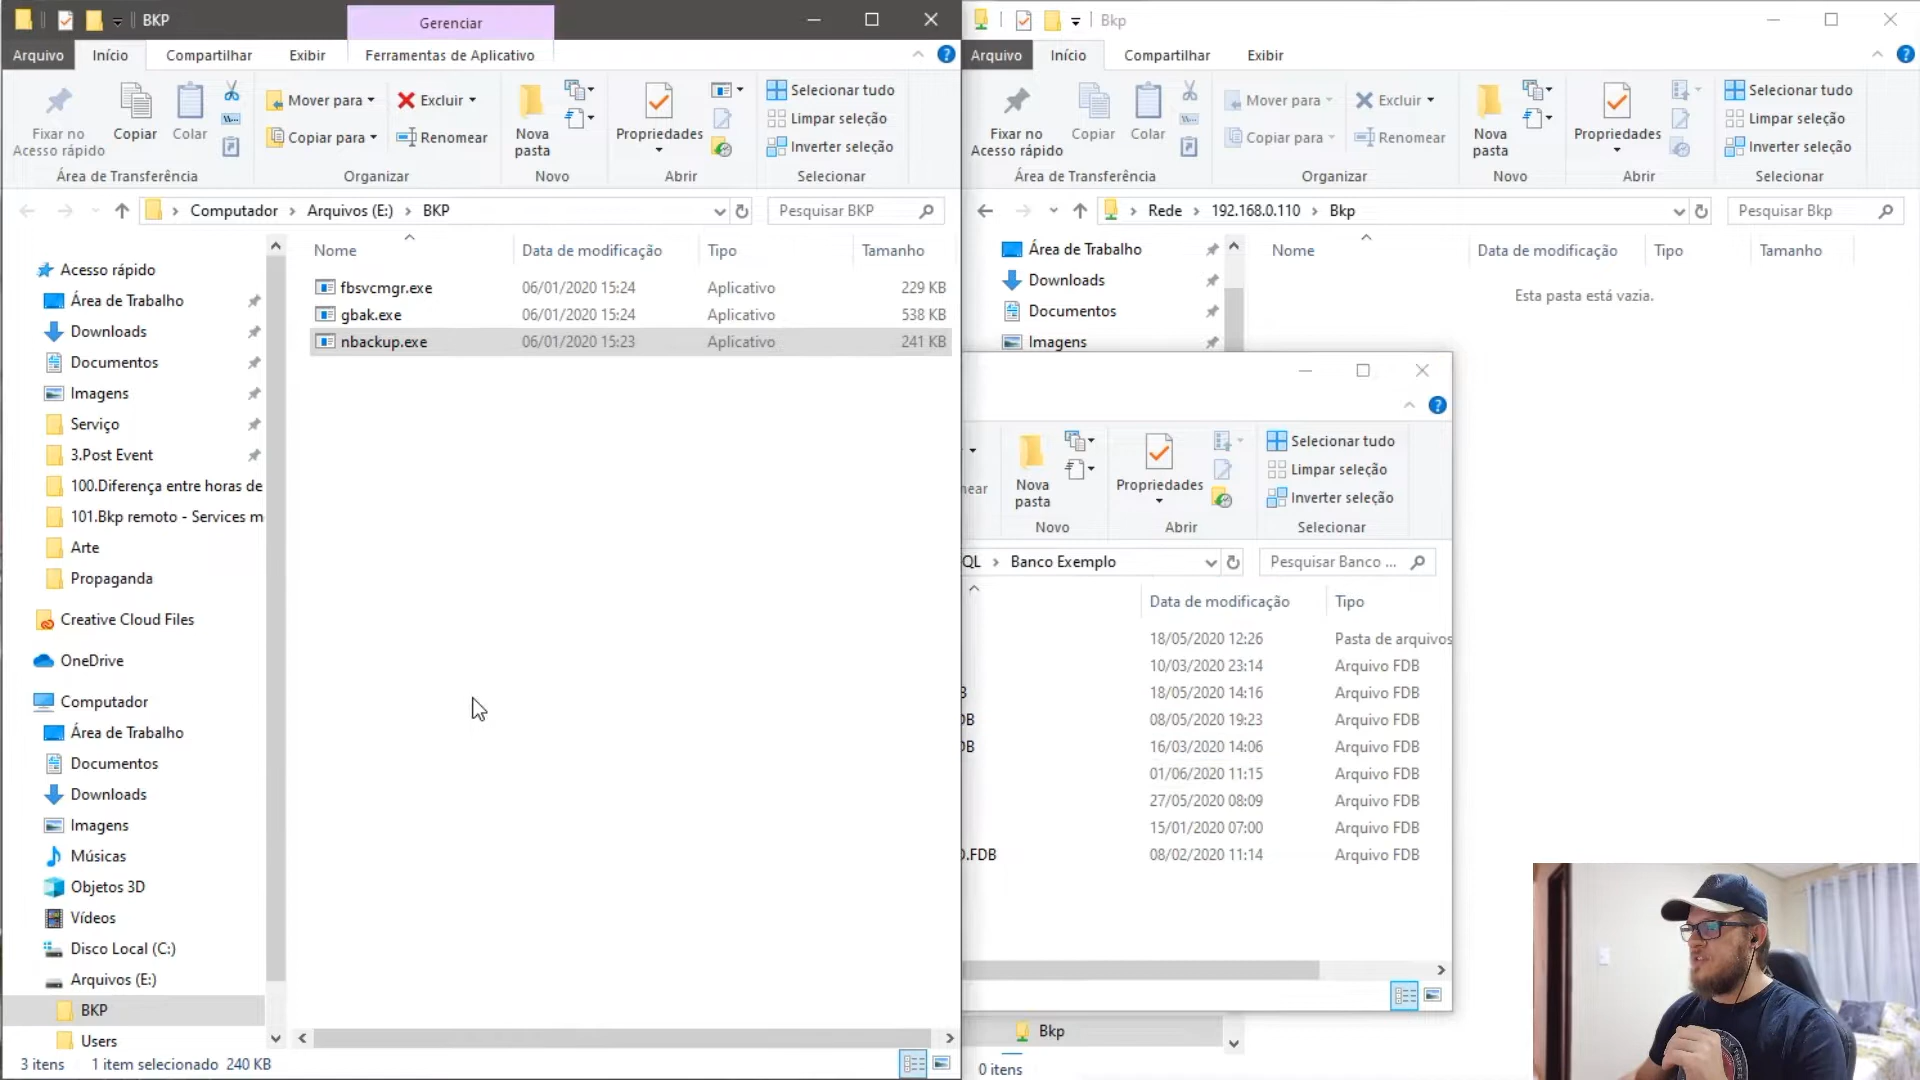 BKP
Gerenciar
Arquivo
Início
Compartilhar
Exibir
Ferramentas de Aplicativo
Fixar no
Acesso rápido
Copiar
Colar
Mover para
Copiar para
Excluir
Renomear
Nova
pasta
Propriedades
Selecionar tudo
Limpar seleção
Inverter seleção
Área de Transferência
Organizar
Novo
Abrir
Selecionar
Computador
Arquivos (E:)
BKP
Pesquisar BKP
Nome
Data de modificação
Tipo
Tamanho
fbsvcmgr.exe 06/01/2020 15:24 Aplicativo 229 KB
gbak.exe 06/01/2020 15:24 Aplicativo 538 KB
nbackup.exe 06/01/2020 15:23 Aplicativo 241 KB
Acesso rápido
Área de Trabalho
Downloads
Documentos
Imagens
Serviço
3.Post Event
100.Diferença entre horas de
101.Bkp remoto - Services m
Arte
Propaganda
Creative Cloud Files
OneDrive
Computador
Área de Trabalho
Documentos
Downloads
Imagens
Músicas
Objetos 3D
Vídeos
Disco Local (C:)
Arquivos (E:)
BKP
Users
3 itens
1 item selecionado 240 KB
Bkp
Arquivo
Início
Compartilhar
Exibir
Fixar no
Acesso rápido
Copiar
Colar
Mover para
Copiar para
Excluir
Renomear
Nova
pasta
Propriedades
Selecionar tudo
Limpar seleção
Inverter seleção
Área de Transferência
Organizar
Novo
Abrir
Selecionar
Rede
192.168.0.110
Bkp
Pesquisar Bkp
Área de Trabalho
Downloads
Documentos
Imagens
Nome
Data de modificação
Tipo
Tamanho
Esta pasta está vazia.
near
Nova
pasta
Propriedades
Selecionar tudo
Limpar seleção
Inverter seleção
Novo
Abrir
Selecionar
QL
Banco Exemplo
Pesquisar Banco ...
Data de modificação
Tipo
18/05/2020 12:26 Pasta de arquivos
10/03/2020 23:14 Arquivo FDB
B 18/05/2020 14:16 Arquivo FDB
DB 08/05/2020 19:23 Arquivo FDB
DB 16/03/2020 14:06 Arquivo FDB
01/06/2020 11:15 Arquivo FDB
27/05/2020 08:09 Arquivo FDB
15/01/2020 07:00 Arquivo FDB
.FDB 08/02/2020 11:14 Arquivo FDB
Bkp
0 itens